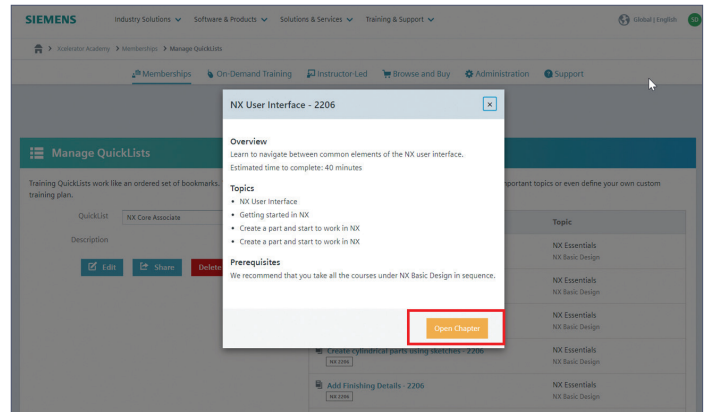 SIEMENS
Industry Solutions Software & Products Solutions & Services Training & Support
Global | English SD
Xcelerator Academy > Memberships > Manage QuickLists
Memberships On-Demand Training Instructor-Led Browse and Buy Administration Support
NX User Interface - 2206
x
Manage QuickLists
Overview
Learn to navigate between common elements of the NX user interface.
Estimated time to complete: 40 minutes
Topics
• NX User Interface
• Getting started in NX
• Create a part and start to work in NX
• Create a part and start to work in NX
Prerequisites
We recommend that you take all the courses under NX Basic Design in sequence.
Open Chapter
Training QuickLists work like an ordered set of bookmarks.
important topics or even define your own custom
training plan.
QuickList NX Core Associate
Description
Edit Share Delete
Topic
NX Essentials
NX Basic Design
NX Essentials
NX Basic Design
NX Essentials
NX Basic Design
Create cylindrical parts using sketches - 2206
NX 2206
NX Essentials
NX Basic Design
Add Finishing Details - 2206
NX 2206
NX Essentials
NX Basic Design